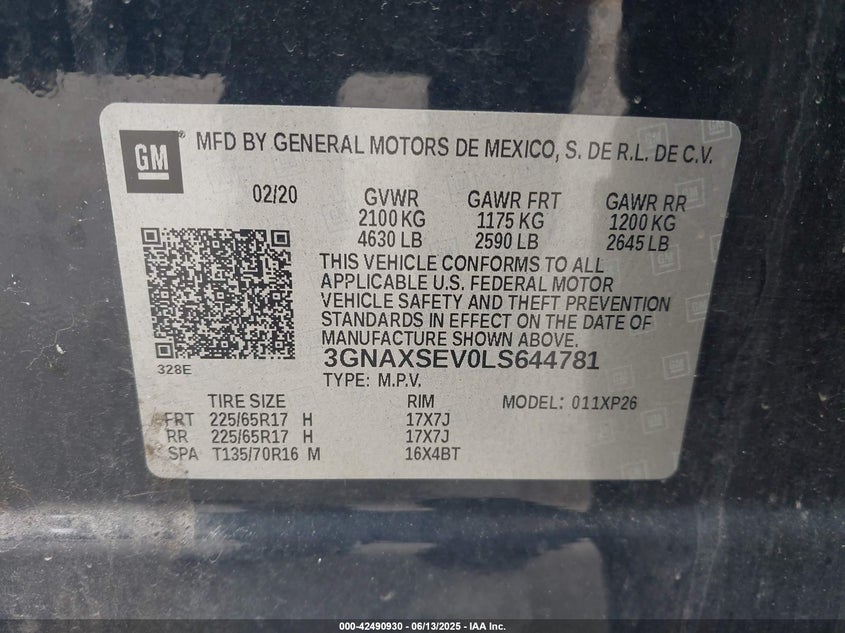 GM
MFD BY GENERAL MOTORS DE MEXICO, S. DE R.L. DE C.V.
02/20 GVWR GAWR FRT GAWR RR
2100 KG 1175 KG 1200 KG
4630 LB 2590 LB 2645 LB
THIS VEHICLE CONFORMS TO ALL
APPLICABLE U.S. FEDERAL MOTOR
VEHICLE SAFETY AND THEFT PREVENTION
STANDARDS IN EFFECT ON THE DATE OF
MANUFACTURE SHOWN ABOVE.
328E
3GNAXSEV0LS644781
TYPE: M.P.V.
TIRE SIZE RIM MODEL: 011XP26
FRT 225/65R17 H 17X7J
RR 225/65R17 H 17X7J
SPA T135/70R16 M 16X4BT
000-42490930 - 06/13/2025 - IAA Inc.